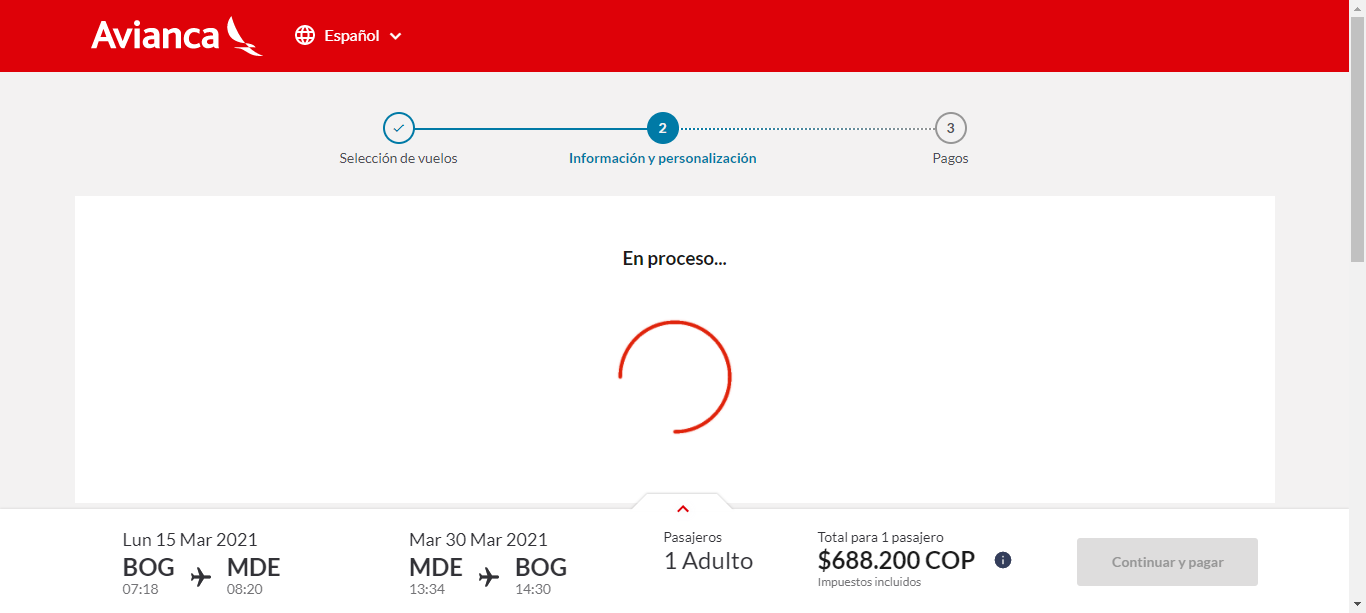 Avianca
Español
2
3
Selección de vuelos
Información y personalización
Pagos
En proceso...
Lun 15 Mar 2021
BOG MDE
07:18 08:20
Mar 30 Mar 2021
MDE BOG
13:34 14:30
Pasajeros
1 Adulto
Total para 1 pasajero
$688.200 COP
Impuestos incluidos
Continuar y pagar